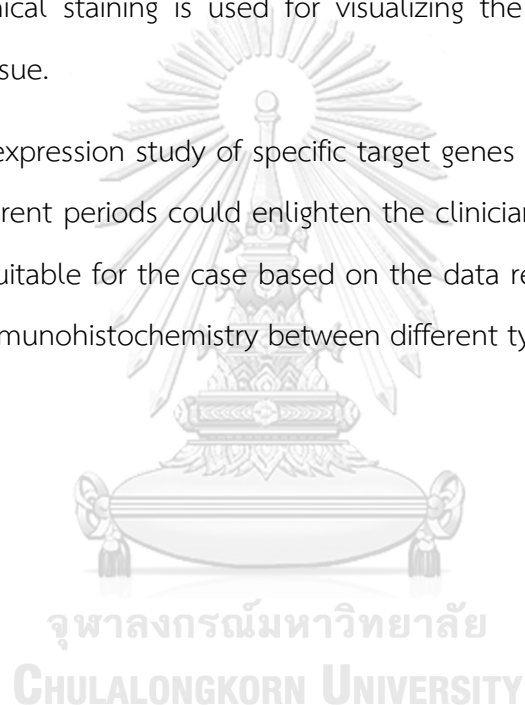 nical staining is used for visualizing the
sue.
expression study of specific target genes
rent periods could enlighten the clinician
uitable for the case based on the data re
munohistochemistry between different ty
จุฬาลงกรณ์มหาวิทยาลัย
CHULALONGKORN UNIVERSITY